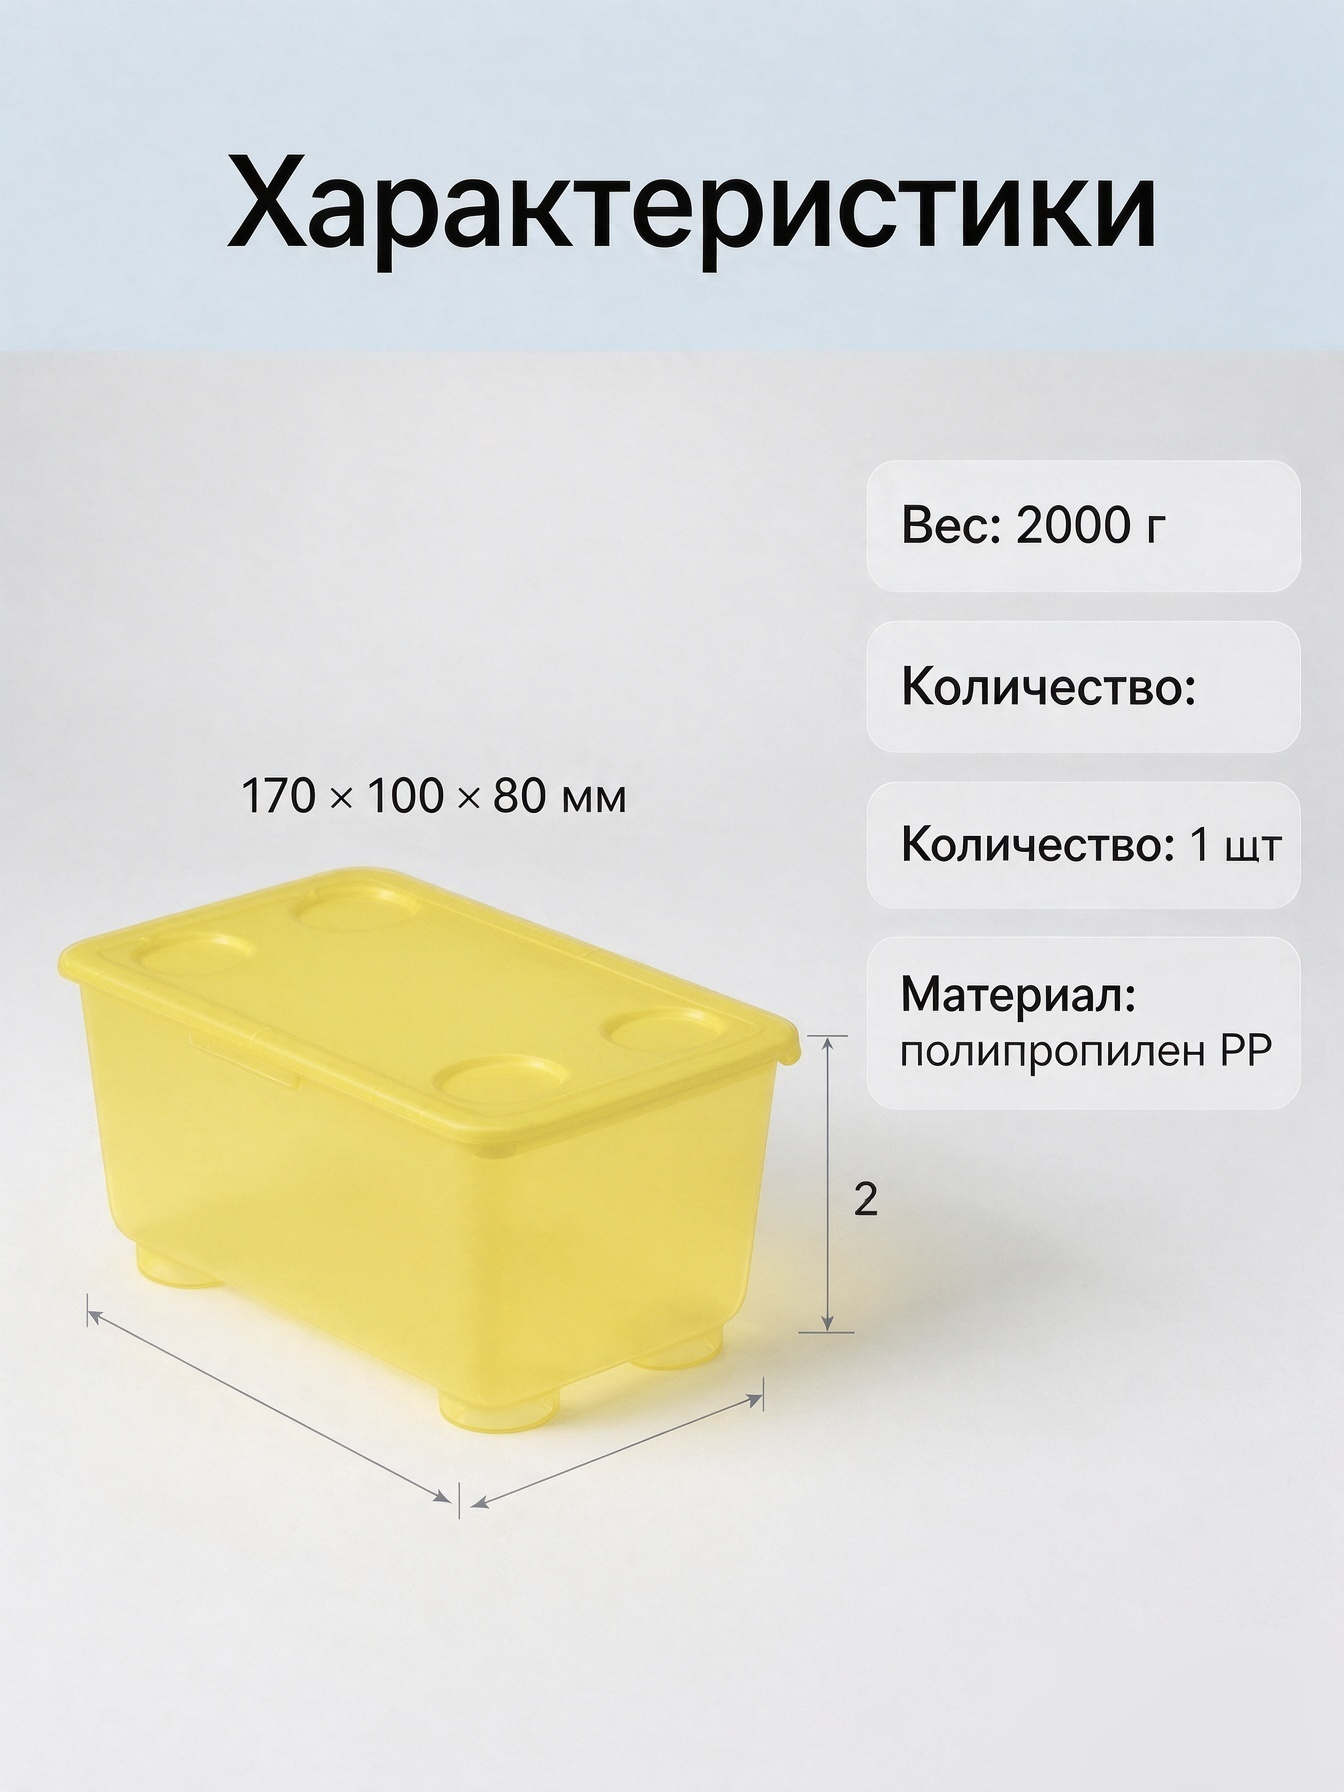 Характеристики
Вес: 2000 г
Количество:
170 × 100 × 80 мм
Количество: 1 шт
Материал:
полипропилен PP
2